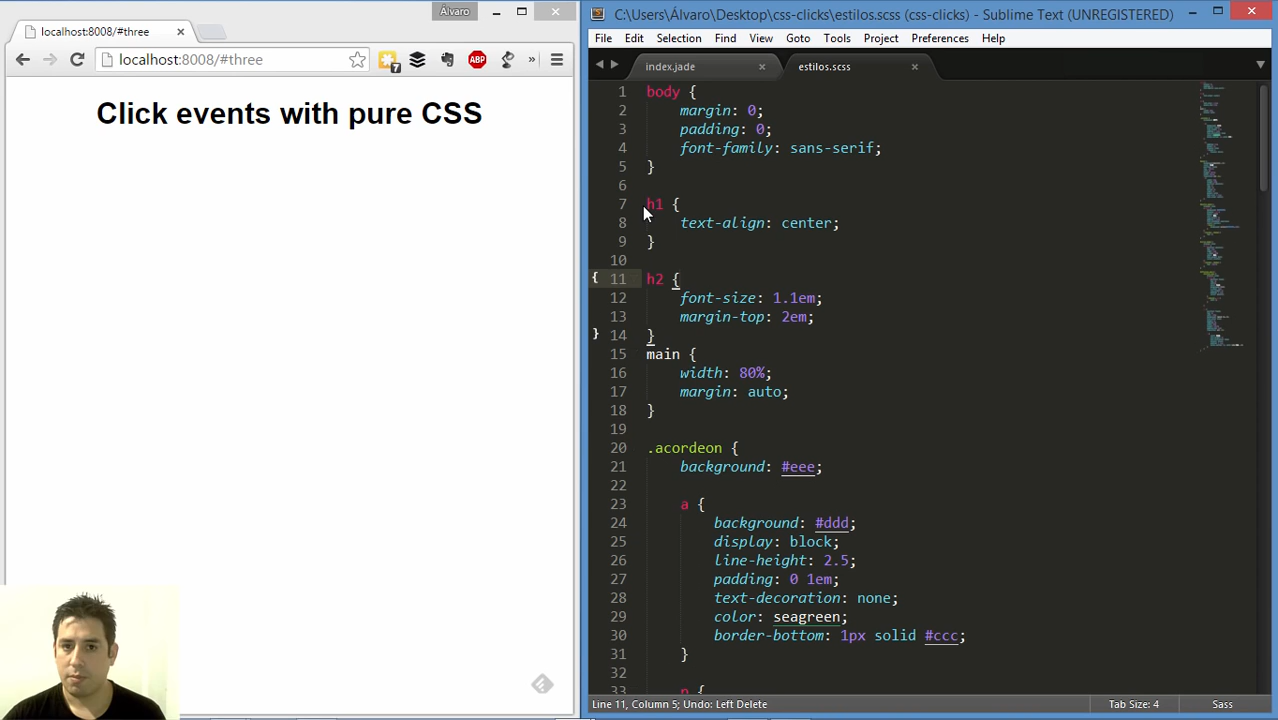 Álvaro
localhost:8008/#three
localhost:8008/#three
7
ABP
»
Click events with pure CSS
C:\Users\Álvaro\Desktop\css-clicks\estilos.scss (css-clicks) - Sublime Text (UNREGISTERED)
File Edit Selection Find View Goto Tools Project Preferences Help
index.jade estilos.scss
1 body {
2 margin: 0;
3 padding: 0;
4 font-family: sans-serif;
5 }
6
7 h1 {
8 text-align: center;
9 }
10
{ 11 h2 {
12 font-size: 1.1em;
13 margin-top: 2em;
} 14 }
15 main {
16 width: 80%;
17 margin: auto;
18 }
19
20 .acordeon {
21 background: #eee;
22
23 a {
24 background: #ddd;
25 display: block;
26 line-height: 2.5;
27 padding: 0 1em;
28 text-decoration: none;
29 color: seagreen;
30 border-bottom: 1px solid #ccc;
31 }
32
33 p {
Line 11, Column 5; Undo: Left Delete Tab Size: 4 Sass